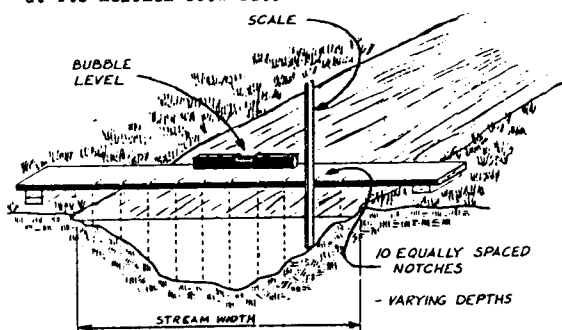 SCALE
BUBBLE
LEVEL
10 EQUALLY SPACED
NOTCHES
- VARYING DEPTHS
STREAM WIDTH